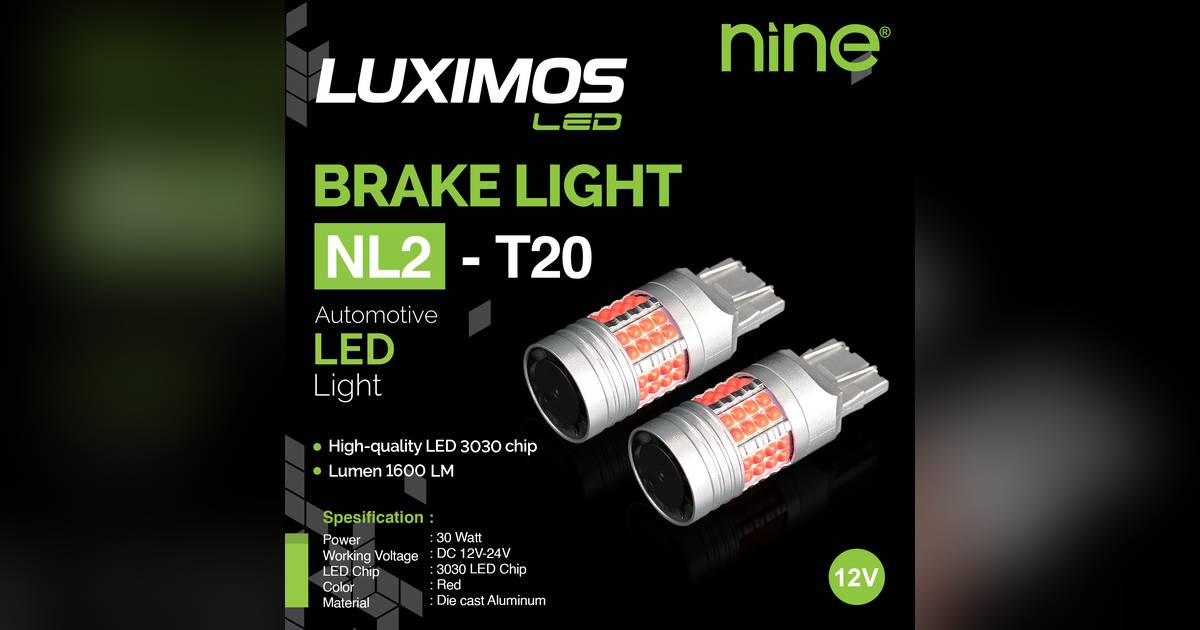 nine®
LUXIMOS
LED
BRAKE LIGHT
NL2 - T20
Automotive
LED
Light
• High-quality LED 3030 chip
• Lumen 1600 LM
Spesification :
Power : 30 Watt
Working Voltage : DC 12V-24V
LED Chip : 3030 LED Chip
Color : Red
Material : Die cast Aluminum
12V